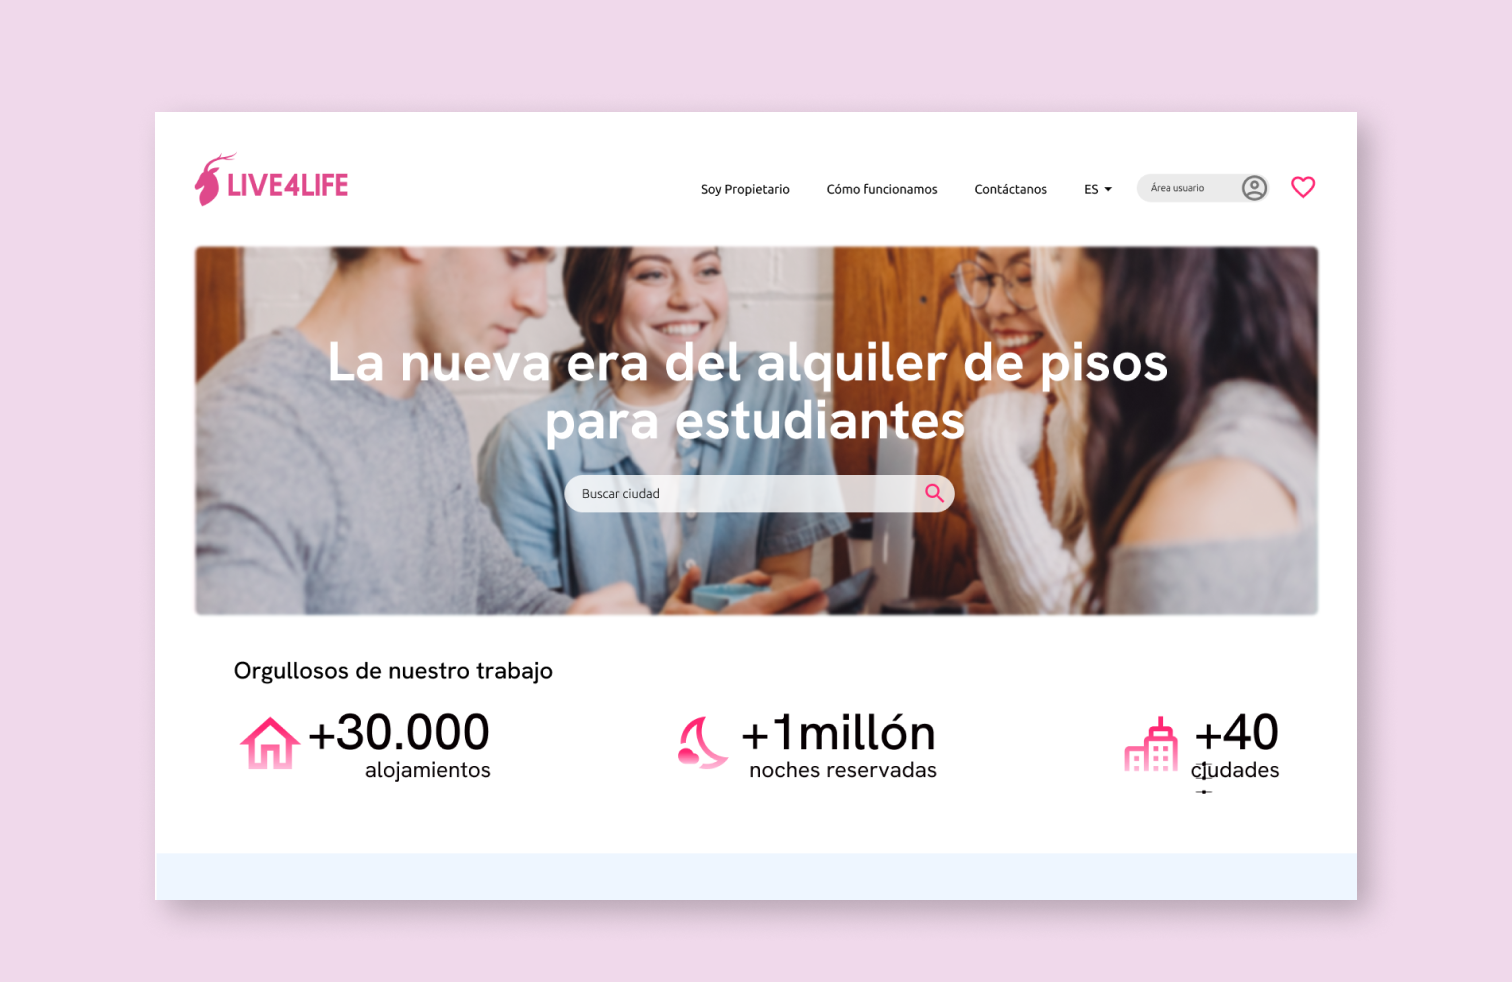 LIVE4LIFE
Soy Propietario
Cómo funcionamos
Contáctanos
ES
Área usuario
La nueva era del alquiler de pisos
para estudiantes
Buscar ciudad
Orgullosos de nuestro trabajo
+30.000
alojamientos
+1millón
noches reservadas
+40
ciudades